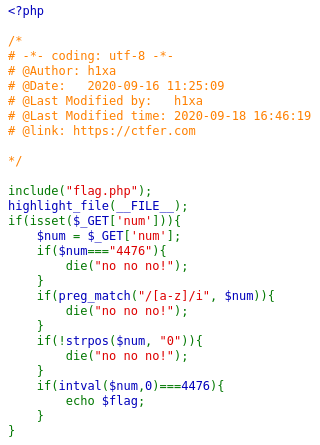 <?php
/*
# -*- coding: utf-8 -*-
# @Author: h1xa
# @Date:   2020-09-16 11:25:09
# @Last Modified by:   h1xa
# @Last Modified time: 2020-09-18 16:46:19
# @link: https://ctfer.com
*/
include("flag.php");
highlight_file(__FILE__);
if(isset($_GET['num'])){
    $num = $_GET['num'];
    if($num==="4476"){
        die("no no no!");
    }
    if(preg_match("/[a-z]/i", $num)){
        die("no no no!");
    }
    if(!strpos($num, "0")){
        die("no no no!");
    }
    if(intval($num,0)===4476){
        echo $flag;
    }
}